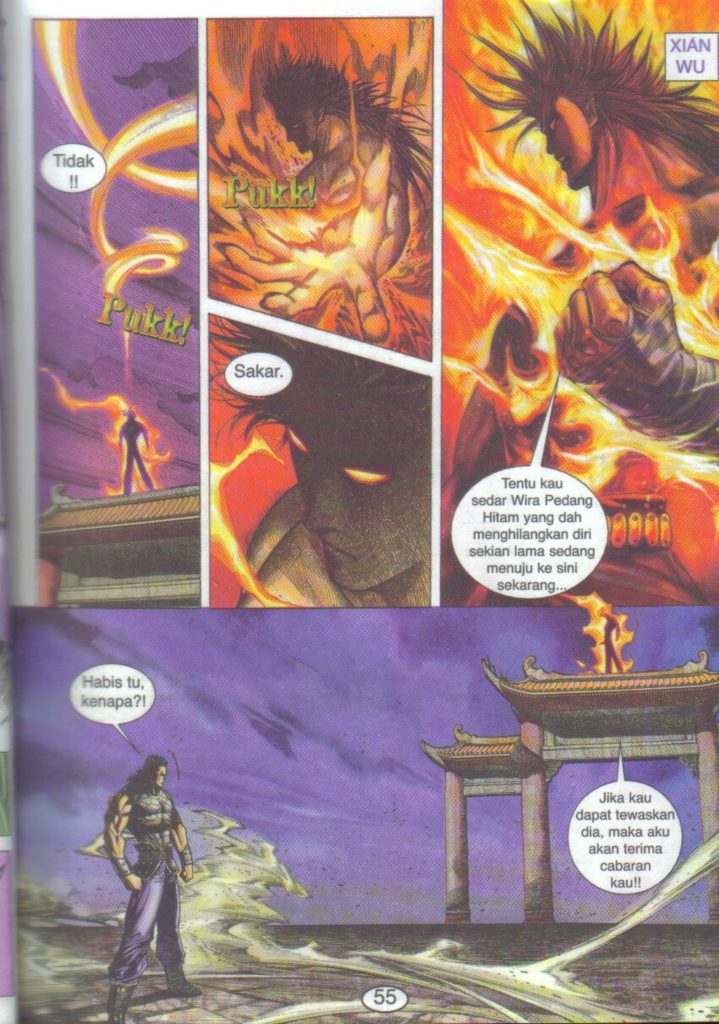 Tidak
!!
Pukk!
Pukk!
Sakar.
XIÁN
WU
Tentu kau
sedar Wira Pedang
Hitam yang dah
menghilangkan diri
sekian lama sedang
menuju ke sini
sekarang...
Habis tu,
kenapa?!
Jika kau
dapat tewaskan
dia, maka aku
akan terima
cabaran
kau!!
55